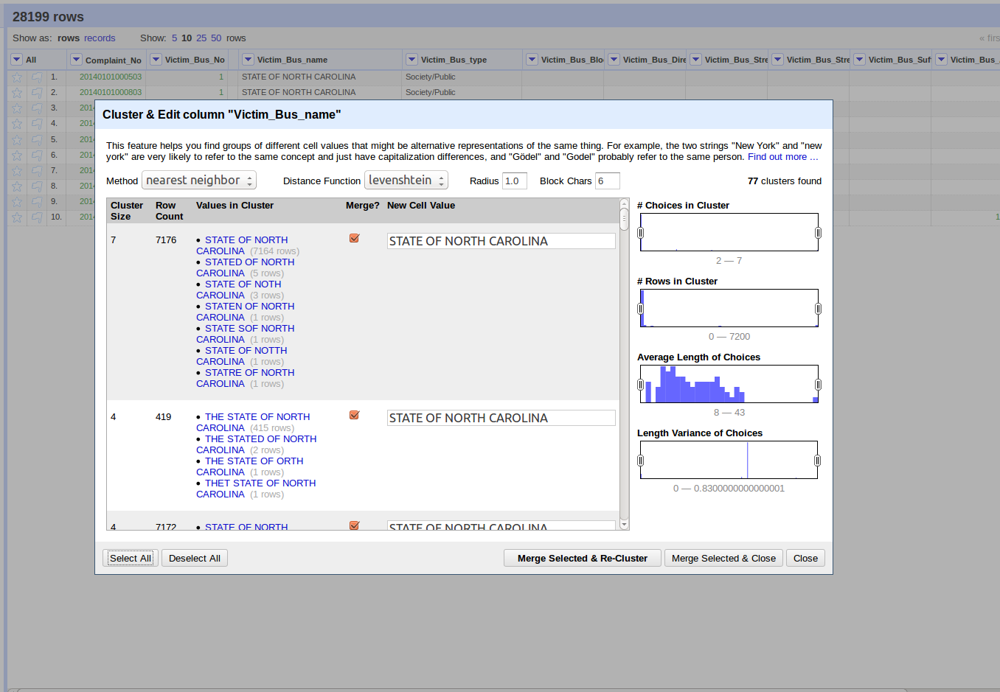 28199 rows
Show as: rows records Show: 5 10 25 50 rows « firs
All Complaint_No Victim_Bus_No Victim_Bus_name Victim_Bus_type Victim_Bus_Blo Victim_Bus_Dire Victim_Bus_Stre Victim_Bus_Stre Victim_Bus_Suf Victim_Bus_
1. 20140101000503 1 STATE OF NORTH CAROLINA Society/Public
2. 20140101000803 1 STATE OF NORTH CAROLINA Society/Public
3. 2014
4. 2014
5. 2014
6. 2014
7. 2014
8. 2014
9. 2014
10. 2014 1
Cluster & Edit column "Victim_Bus_name"
This feature helps you find groups of different cell values that might be alternative representations of the same thing. For example, the two strings "New York" and "new
york" are very likely to refer to the same concept and just have capitalization differences, and "Gödel" and "Godel" probably refer to the same person. Find out more ...
Method nearest neighbor Distance Function levenshtein Radius 1.0 Block Chars 6 77 clusters found
Cluster Row Values in Cluster Merge? New Cell Value
Size Count
7 7176 • STATE OF NORTH STATE OF NORTH CAROLINA
CAROLINA (7164 rows)
• STATED OF NORTH
CAROLINA (5 rows)
• STATE OF NOTH
CAROLINA (3 rows)
• STATEN OF NORTH
CAROLINA (1 rows)
• STATE SOF NORTH
CAROLINA (1 rows)
• STATE OF NOTTH
CAROLINA (1 rows)
• STATRE OF NORTH
CAROLINA (1 rows)
4 419 • THE STATE OF NORTH STATE OF NORTH CAROLINA
CAROLINA (415 rows)
• THE STATED OF NORTH
CAROLINA (2 rows)
• THE STATE OF ORTH
CAROLINA (1 rows)
• THET STATE OF NORTH
CAROLINA (1 rows)
4 7172 • STATE OF NORTH STATE OF NORTH CAROLINA
# Choices in Cluster
2 — 7
# Rows in Cluster
0 — 7200
Average Length of Choices
8 — 43
Length Variance of Choices
0 — 0.8300000000000001
Select All Deselect All Merge Selected & Re-Cluster Merge Selected & Close Close